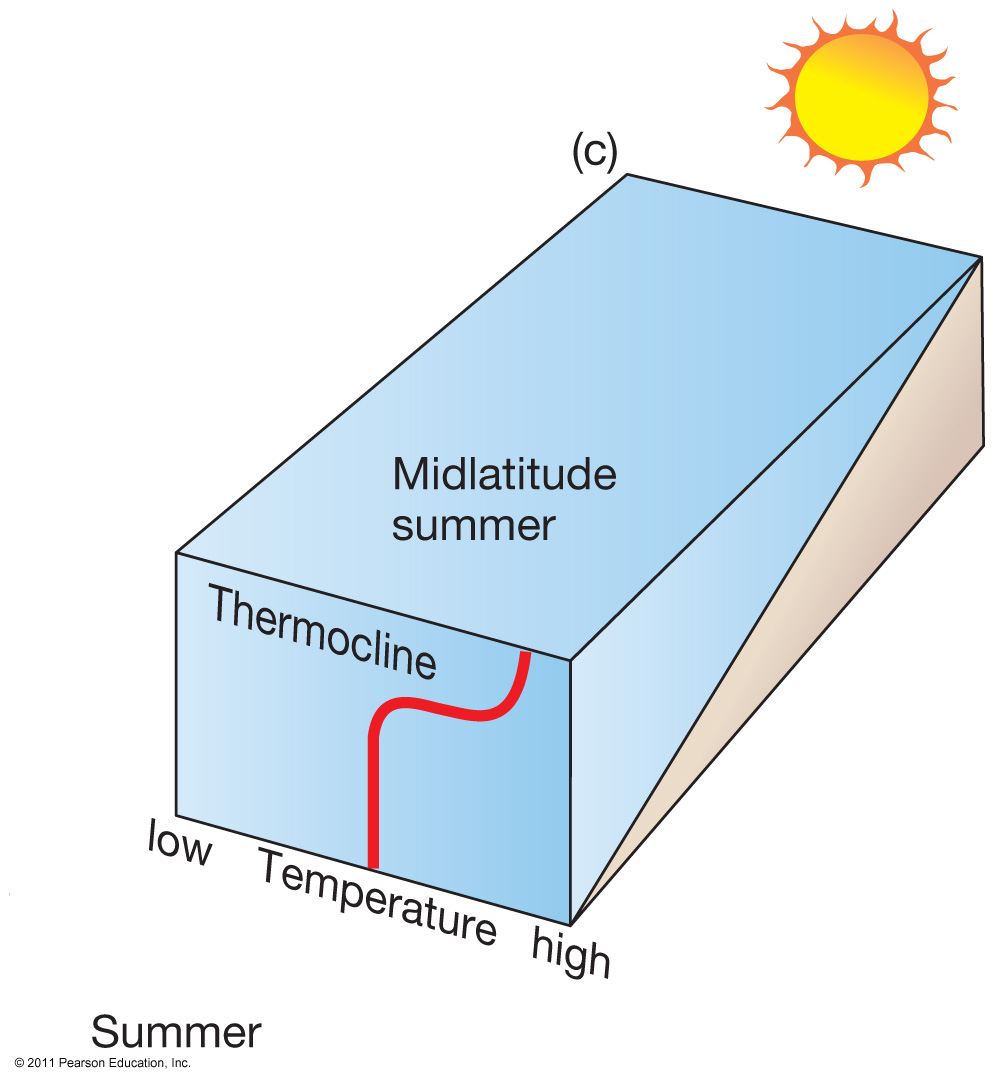 (c)
Midlatitude
summer
Thermocline
low Temperature high
Summer
© 2011 Pearson Education, Inc.